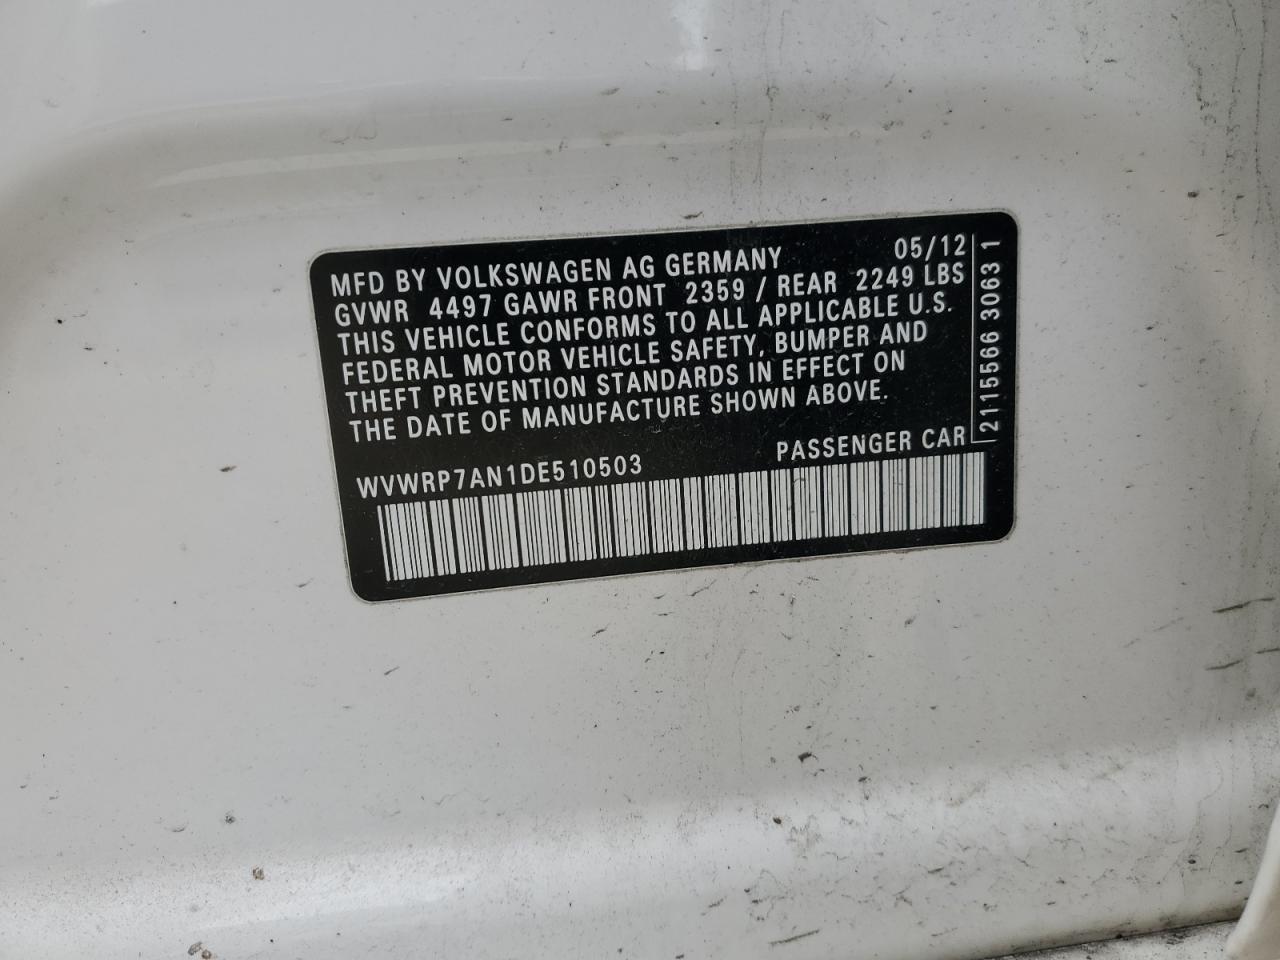 MFD BY VOLKSWAGEN AG GERMANY 05/12
GVWR 4497 GAWR FRONT 2359 / REAR 2249 LBS
THIS VEHICLE CONFORMS TO ALL APPLICABLE U.S.
FEDERAL MOTOR VEHICLE SAFETY, BUMPER AND
THEFT PREVENTION STANDARDS IN EFFECT ON
THE DATE OF MANUFACTURE SHOWN ABOVE.
PASSENGER CAR
WVWRP7AN1DE510503
2115566 3063 1